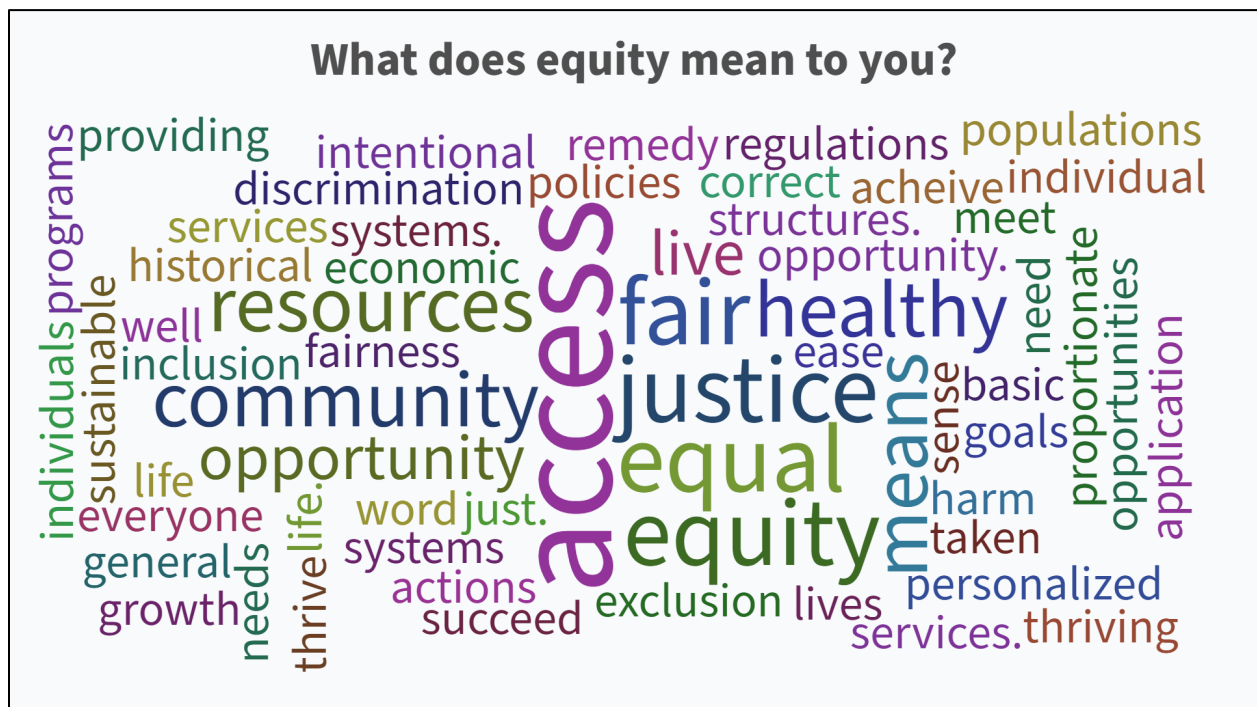 What does equity mean to you?
programs
providing
intentional
remedy
regulations
populations
discrimination
policies
correct
acheive
individual
services
systems.
access
structures.
meet
historical
economic
live
opportunity.
need
proportionate
individuals
sustainable
well
resources
fair
healthy
opportunities
inclusion
fairness
ease
application
community
justice
means
sense
basic
goals
life
opportunity
equal
everyone
life.
word
just.
equity
harm
taken
general
needs
thrive
systems
actions
exclusion
lives
personalized
growth
succeed
services.
thriving